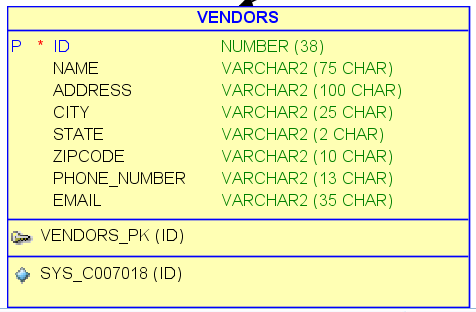 VENDORS
P * ID NUMBER (38)
NAME VARCHAR2 (75 CHAR)
ADDRESS VARCHAR2 (100 CHAR)
CITY VARCHAR2 (25 CHAR)
STATE VARCHAR2 (2 CHAR)
ZIPCODE VARCHAR2 (10 CHAR)
PHONE_NUMBER VARCHAR2 (13 CHAR)
EMAIL VARCHAR2 (35 CHAR)
VENDORS_PK (ID)
SYS_C007018 (ID)